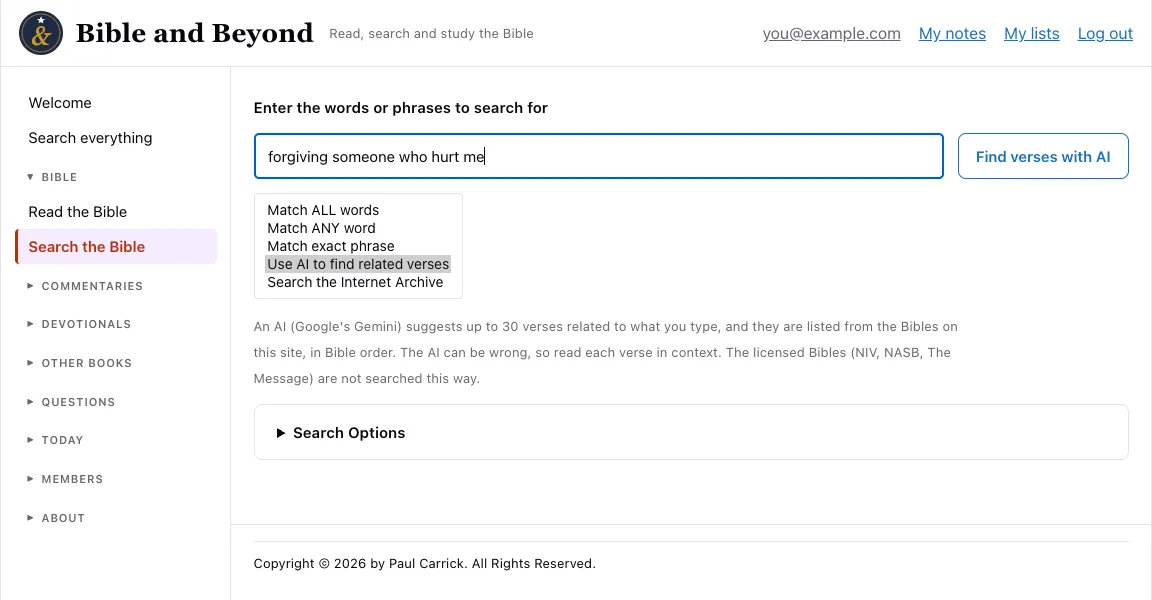 &
Bible and Beyond
Read, search and study the Bible
you@example.com
My notes
My lists
Log out
Welcome
Search everything
▼ BIBLE
Read the Bible
Search the Bible
► COMMENTARIES
► DEVOTIONALS
► OTHER BOOKS
► QUESTIONS
► TODAY
► MEMBERS
► ABOUT
Enter the words or phrases to search for
forgiving someone who hurt me
Find verses with AI
Match ALL words
Match ANY word
Match exact phrase
Use AI to find related verses
Search the Internet Archive
An AI (Google's Gemini) suggests up to 30 verses related to what you type, and they are listed from the Bibles on
this site, in Bible order. The AI can be wrong, so read each verse in context. The licensed Bibles (NIV, NASB, The
Message) are not searched this way.
► Search Options
Copyright © 2026 by Paul Carrick. All Rights Reserved.